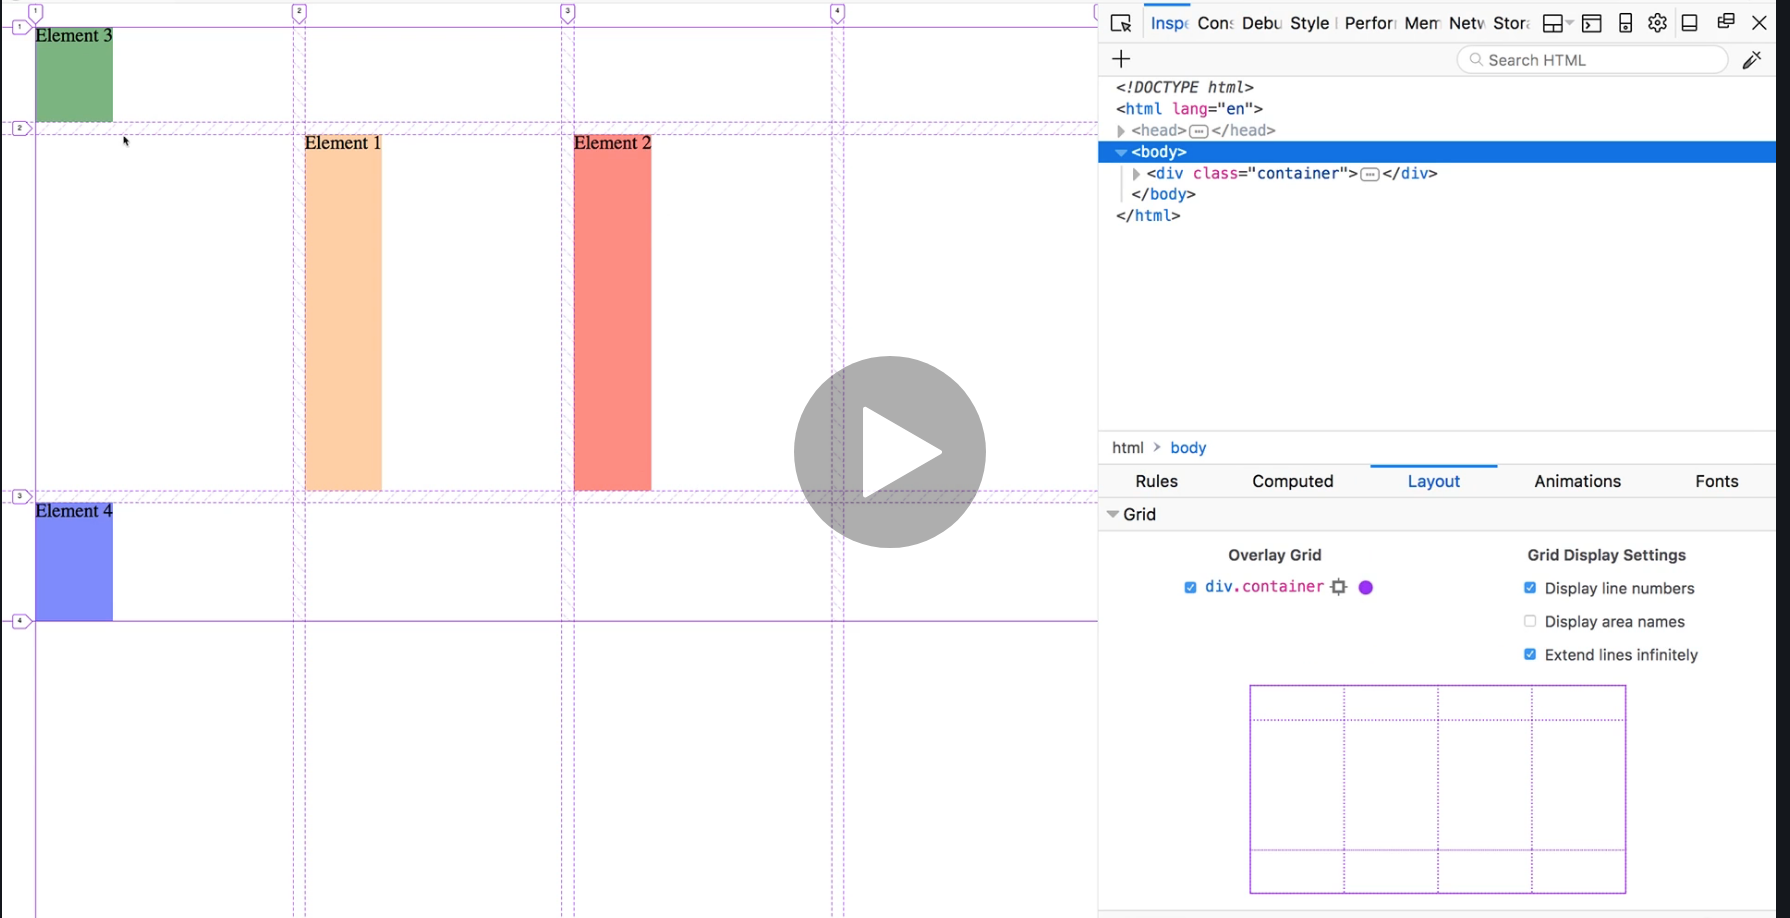 1 2 3 4
1
Element 3
2
Element 1 Element 2
3
Element 4
4
Inspe Cons Debu Style Perfor Mem Netw Stora
Search HTML
<!DOCTYPE html>
<html lang="en">
<head>⋯</head>
<body>
<div class="container">⋯</div>
</body>
</html>
html > body
Rules Computed Layout Animations Fonts
Grid
Overlay Grid Grid Display Settings
div.container Display line numbers
Display area names
Extend lines infinitely